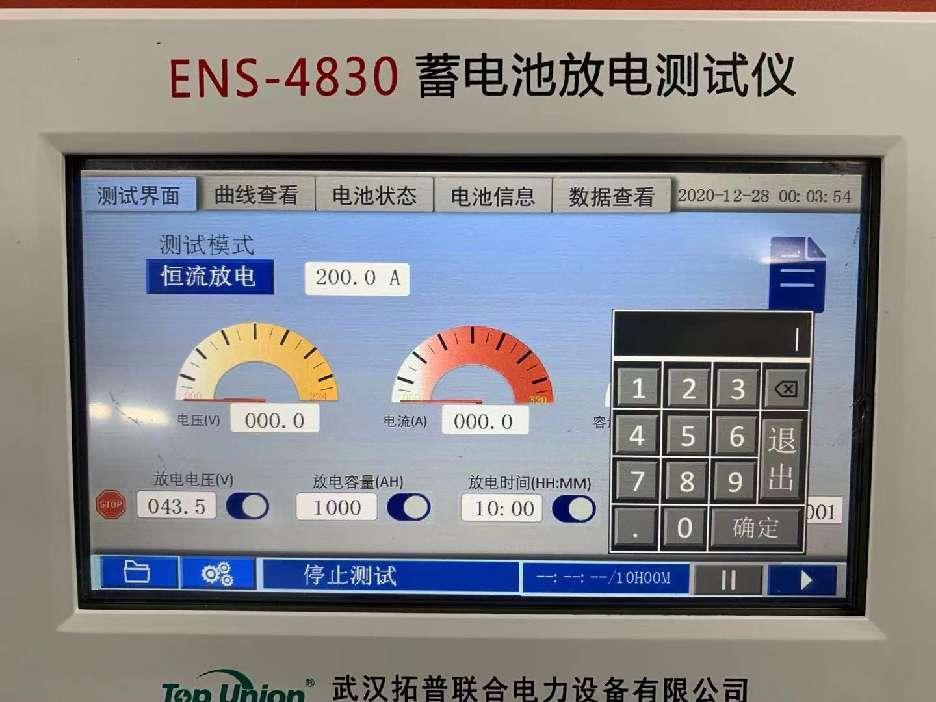 ENS-4830 蓄电池放电测试仪
测试界面 曲线查看 电池状态 电池信息 数据查看 2020-12-28 00:03:54
测试模式
恒流放电 200.0 A
000 324 320
电压(V) 000.0 电流(A) 000.0
1 2 3
4 5 6 退出
7 8 9
. 0 确定
放电电压(V) 放电容量(AH) 放电时间(HH:MM)
STOP 043.5 1000 10:00 001
停止测试 --:--:--/10H00M
Top Union® 武汉拓普联合电力设备有限公司